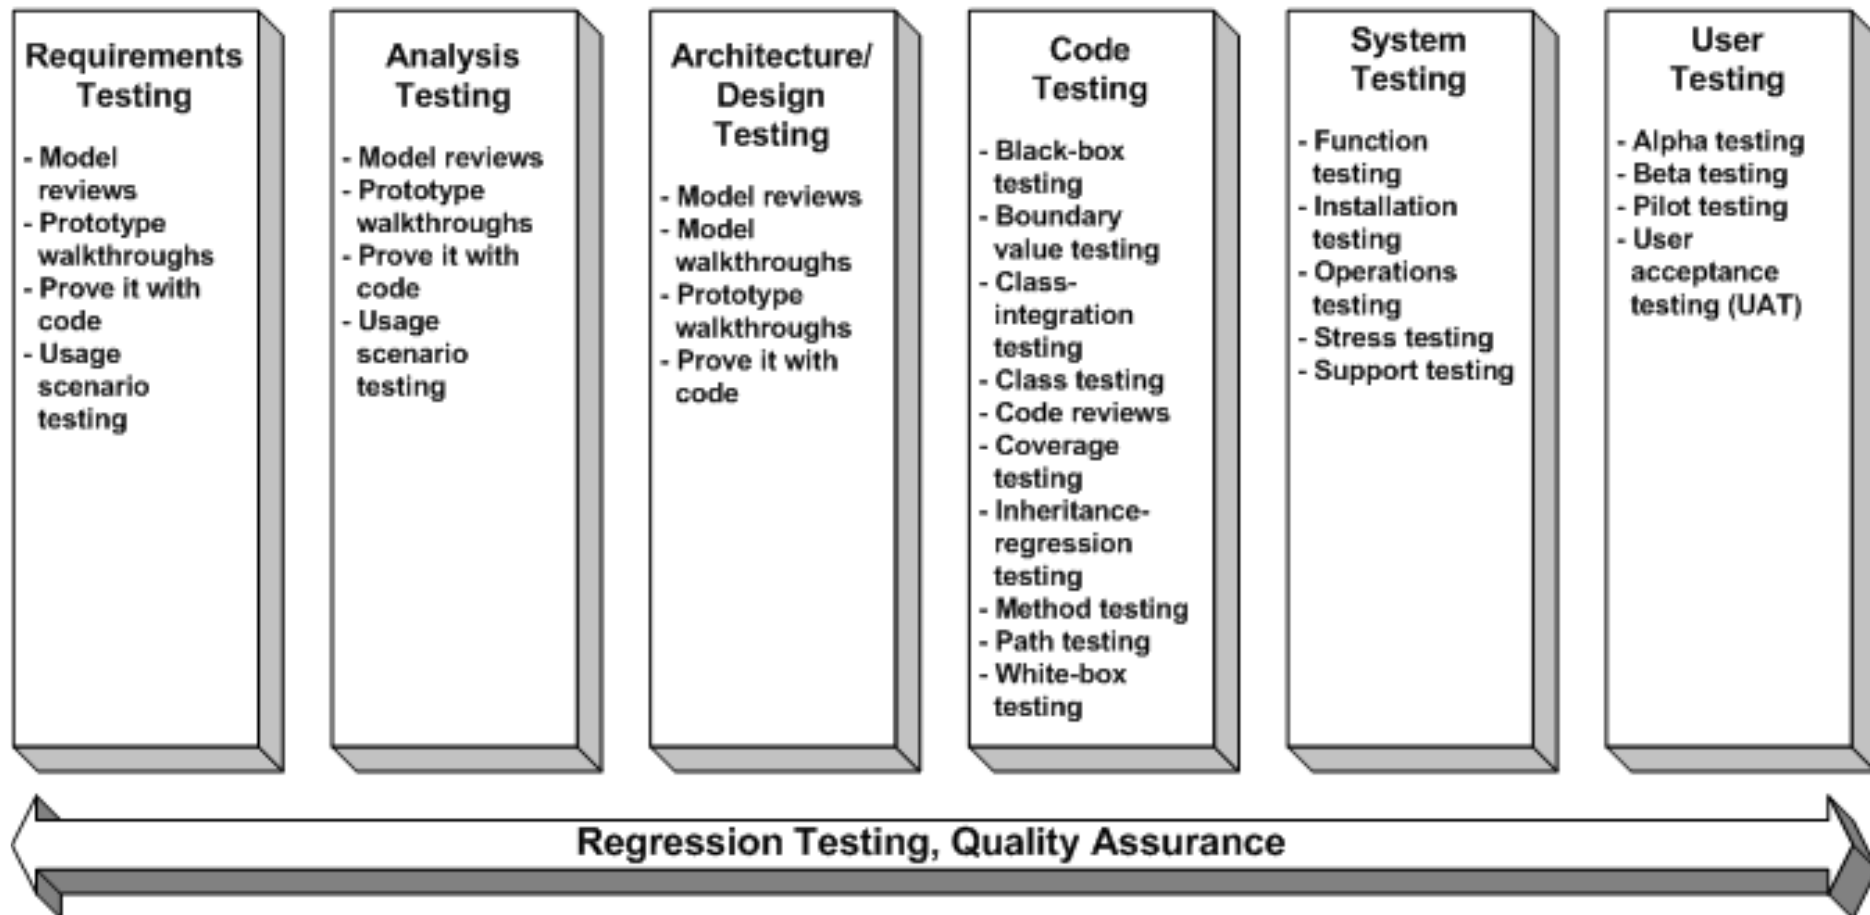 Requirements
Testing
- Model
reviews
- Prototype
walkthroughs
- Prove it with
code
- Usage
scenario
testing
Analysis
Testing
- Model reviews
- Prototype
walkthroughs
- Prove it with
code
- Usage
scenario
testing
Architecture/
Design
Testing
- Model reviews
- Model
walkthroughs
- Prototype
walkthroughs
- Prove it with
code
Code
Testing
- Black-box
testing
- Boundary
value testing
- Class-
integration
testing
- Class testing
- Code reviews
- Coverage
testing
- Inheritance-
regression
testing
- Method testing
- Path testing
- White-box
testing
System
Testing
- Function
testing
- Installation
testing
- Operations
testing
- Stress testing
- Support testing
User
Testing
- Alpha testing
- Beta testing
- Pilot testing
- User
acceptance
testing (UAT)
Regression Testing, Quality Assurance